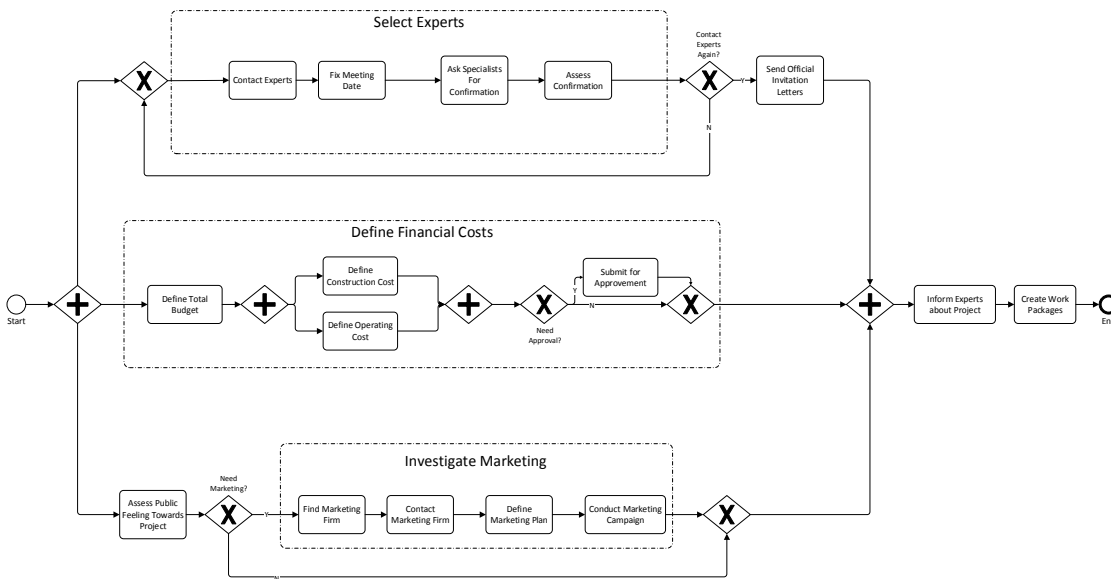 Select Experts
Contact
Experts
Again?
Contact Experts
Fix Meeting
Date
Ask Specialists
For
Confirmation
Assess
Confirmation
Y
Send Official
Invitation
Letters
N
Define Financial Costs
Start
Define Total
Budget
Define
Construction Cost
Define Operating
Cost
Need
Approval?
Y
Submit for
Approvement
N
Inform Experts
about Project
Create Work
Packages
En
Investigate Marketing
Assess Public
Feeling Towards
Project
Need
Marketing?
Y
Find Marketing
Firm
Contact
Marketing Firm
Define
Marketing Plan
Conduct Marketing
Campaign
N